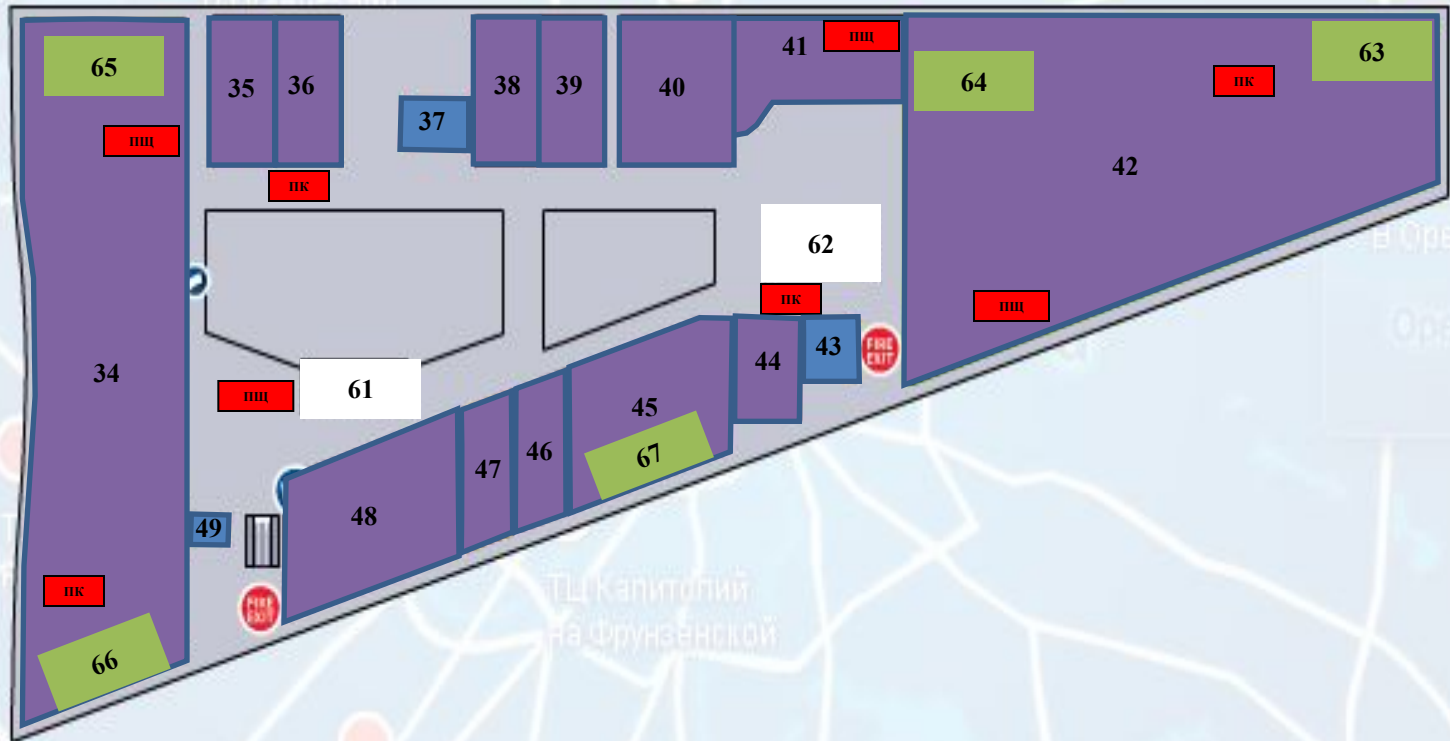 65
35
36
38
39
40
41
пщ
64
63
пк
37
пщ
42
пк
62
пк
пщ
34
43
44
61
пщ
45
46
47
67
48
49
FIRE
EXIT
пк
FIRE
EXIT
66
ТЦ Капитолий
на Фрунзенской